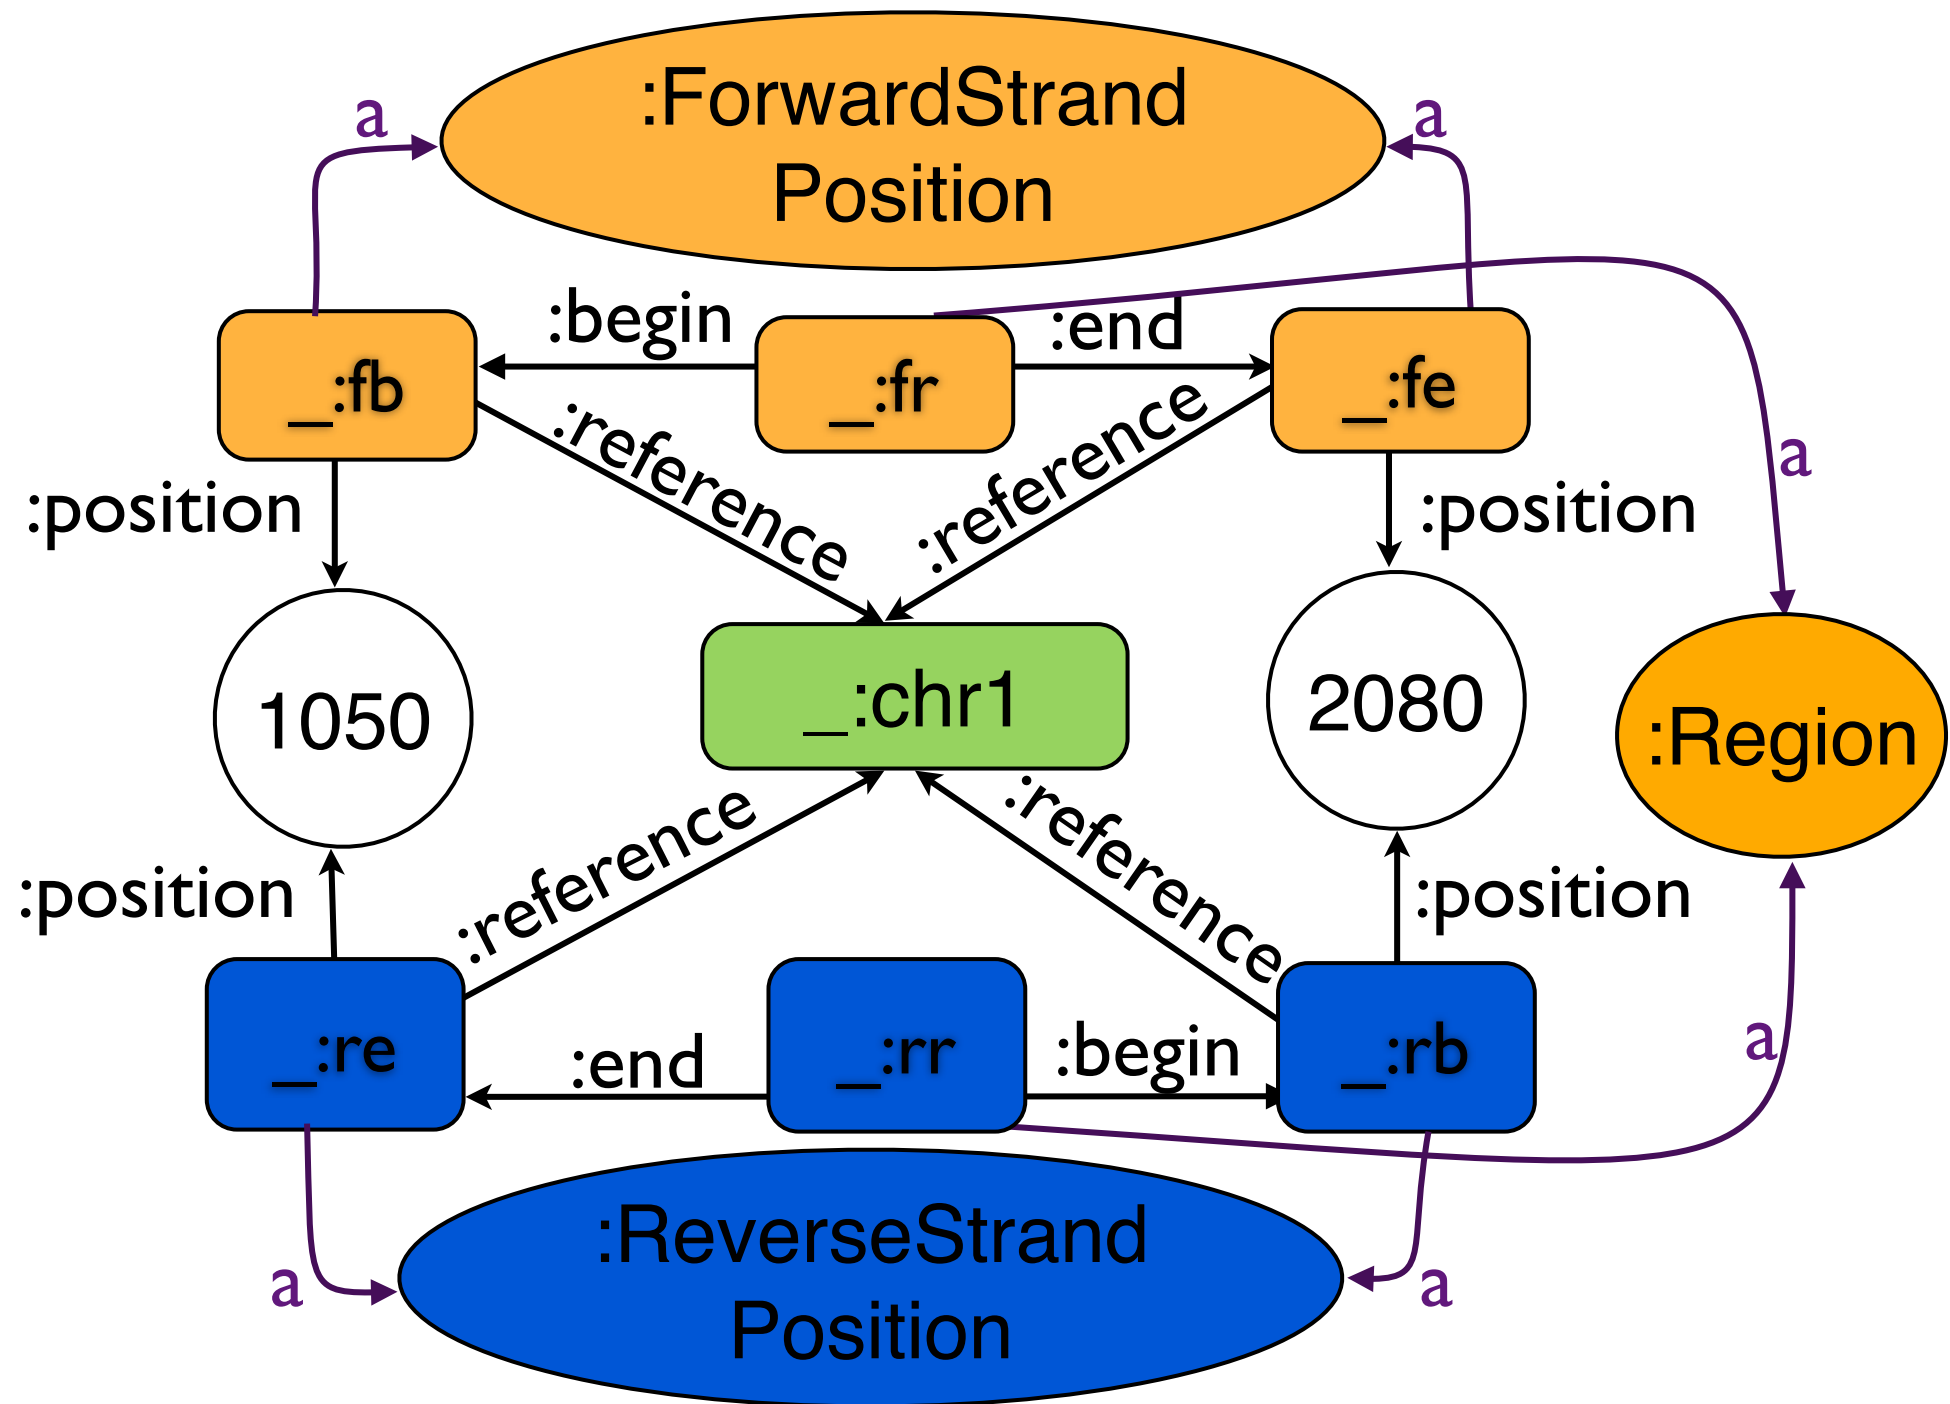 :ForwardStrand
Position
a
a
:begin
:end
_:fb
_:fr
_:fe
:reference
:reference
a
:position
:position
1050
_:chr1
2080
:Region
:reference
:reference
:position
:position
_:re
:end
_:rr
:begin
_:rb
a
:ReverseStrand
Position
a
a